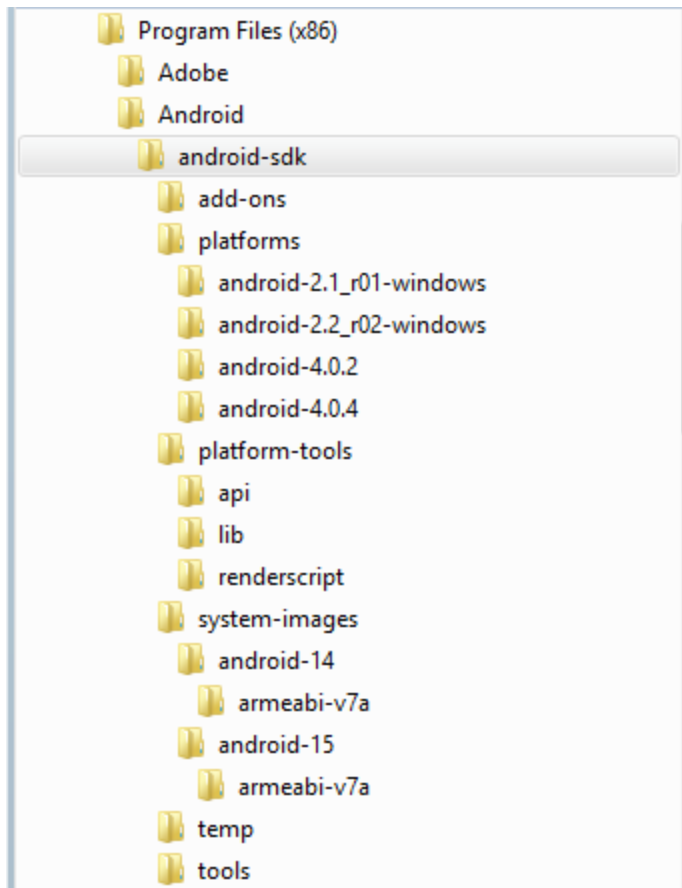 Program Files (x86)
Adobe
Android
android-sdk
add-ons
platforms
android-2.1_r01-windows
android-2.2_r02-windows
android-4.0.2
android-4.0.4
platform-tools
api
lib
renderscript
system-images
android-14
armeabi-v7a
android-15
armeabi-v7a
temp
tools